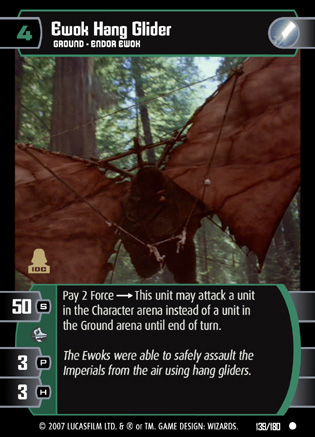 4
Ewok Hang Glider
GROUND - ENDOR EWOK
IDC
50 S
Pay 2 Force → This unit may attack a unit
in the Character arena instead of a unit in
the Ground arena until end of turn.
3 P
The Ewoks were able to safely assault the
Imperials from the air using hang gliders.
3 H
© 2007 LUCASFILM LTD. & ® or TM. GAME DESIGN: WIZARDS.
139/180